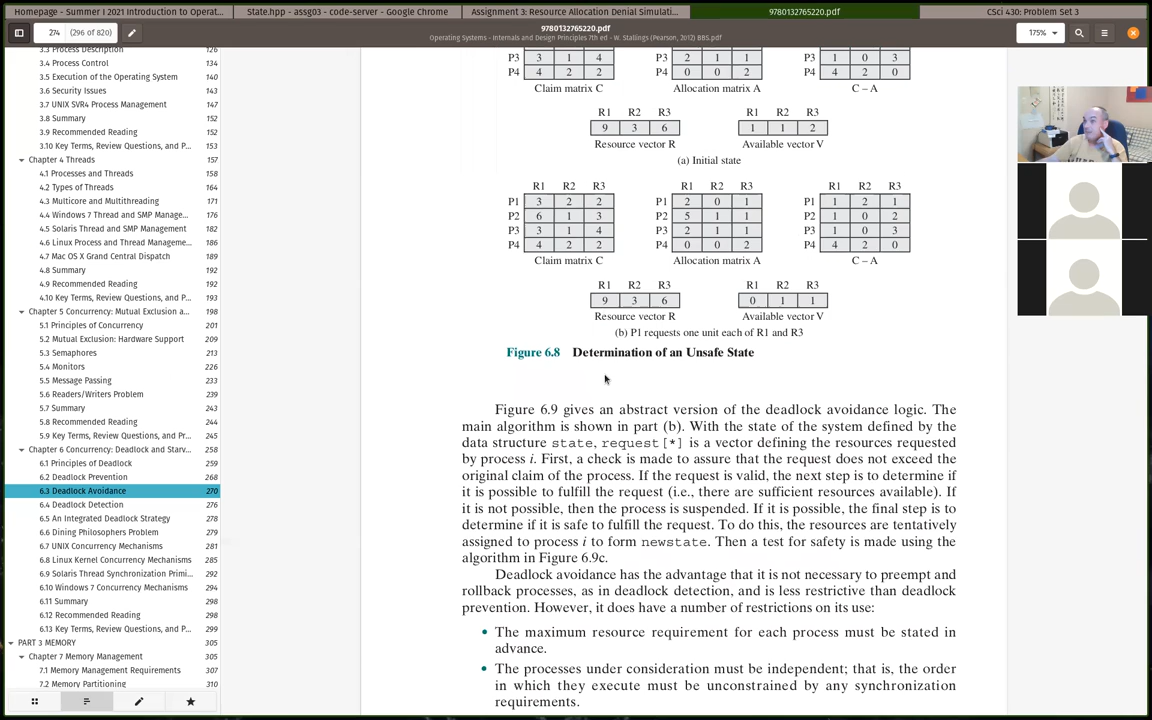 Homepage - Summer I 2021 Introduction to Operat...
State.hpp - assg03 - code-server - Google Chrome
Assignment 3: Resource Allocation Denial Simulati...
9780132765220.pdf
CSci 430: Problem Set 3
274 (296 of 820)
9780132765220.pdf
Operating Systems - Internals and Design Principles 7th ed - W. Stallings (Pearson, 2012) BBS.pdf
175%
3.3 Process Description 126
3.4 Process Control 134
3.5 Execution of the Operating System 140
3.6 Security Issues 143
3.7 UNIX SVR4 Process Management 147
3.8 Summary 152
3.9 Recommended Reading 152
3.10 Key Terms, Review Questions, and P... 153
Chapter 4 Threads 157
4.1 Processes and Threads 158
4.2 Types of Threads 164
4.3 Multicore and Multithreading 171
4.4 Windows 7 Thread and SMP Manage... 176
4.5 Solaris Thread and SMP Management 182
4.6 Linux Process and Thread Manageme... 186
4.7 Mac OS X Grand Central Dispatch 189
4.8 Summary 192
4.9 Recommended Reading 192
4.10 Key Terms, Review Questions, and P... 193
Chapter 5 Concurrency: Mutual Exclusion a... 198
5.1 Principles of Concurrency 201
5.2 Mutual Exclusion: Hardware Support 209
5.3 Semaphores 213
5.4 Monitors 226
5.5 Message Passing 233
5.6 Readers/Writers Problem 239
5.7 Summary 243
5.8 Recommended Reading 244
5.9 Key Terms, Review Questions, and Pr... 245
Chapter 6 Concurrency: Deadlock and Starv... 258
6.1 Principles of Deadlock 259
6.2 Deadlock Prevention 268
6.3 Deadlock Avoidance 270
6.4 Deadlock Detection 276
6.5 An Integrated Deadlock Strategy 278
6.6 Dining Philosophers Problem 279
6.7 UNIX Concurrency Mechanisms 281
6.8 Linux Kernel Concurrency Mechanisms 285
6.9 Solaris Thread Synchronization Primi... 292
6.10 Windows 7 Concurrency Mechanisms 294
6.11 Summary 298
6.12 Recommended Reading 298
6.13 Key Terms, Review Questions, and P... 299
PART 3 MEMORY 305
Chapter 7 Memory Management 305
7.1 Memory Management Requirements 307
7.2 Memory Partitioning 310
P3 3 1 4 P3 2 1 1 P3 1 0 3
P4 4 2 2 P4 0 0 2 P4 4 2 0
Claim matrix C Allocation matrix A C – A
R1 R2 R3 R1 R2 R3
9 3 6 1 1 2
Resource vector R Available vector V
(a) Initial state
R1 R2 R3 R1 R2 R3 R1 R2 R3
P1 3 2 2 P1 2 0 1 P1 1 2 1
P2 6 1 3 P2 5 1 1 P2 1 0 2
P3 3 1 4 P3 2 1 1 P3 1 0 3
P4 4 2 2 P4 0 0 2 P4 4 2 0
Claim matrix C Allocation matrix A C – A
R1 R2 R3 R1 R2 R3
9 3 6 0 1 1
Resource vector R Available vector V
(b) P1 requests one unit each of R1 and R3
Figure 6.8 Determination of an Unsafe State
Figure 6.9 gives an abstract version of the deadlock avoidance logic. The
main algorithm is shown in part (b). With the state of the system defined by the
data structure state, request[*] is a vector defining the resources requested
by process i. First, a check is made to assure that the request does not exceed the
original claim of the process. If the request is valid, the next step is to determine if
it is possible to fulfill the request (i.e., there are sufficient resources available). If
it is not possible, then the process is suspended. If it is possible, the final step is to
determine if it is safe to fulfill the request. To do this, the resources are tentatively
assigned to process i to form newstate. Then a test for safety is made using the
algorithm in Figure 6.9c.
Deadlock avoidance has the advantage that it is not necessary to preempt and
rollback processes, as in deadlock detection, and is less restrictive than deadlock
prevention. However, it does have a number of restrictions on its use:
• The maximum resource requirement for each process must be stated in
advance.
• The processes under consideration must be independent; that is, the order
in which they execute must be unconstrained by any synchronization
requirements.